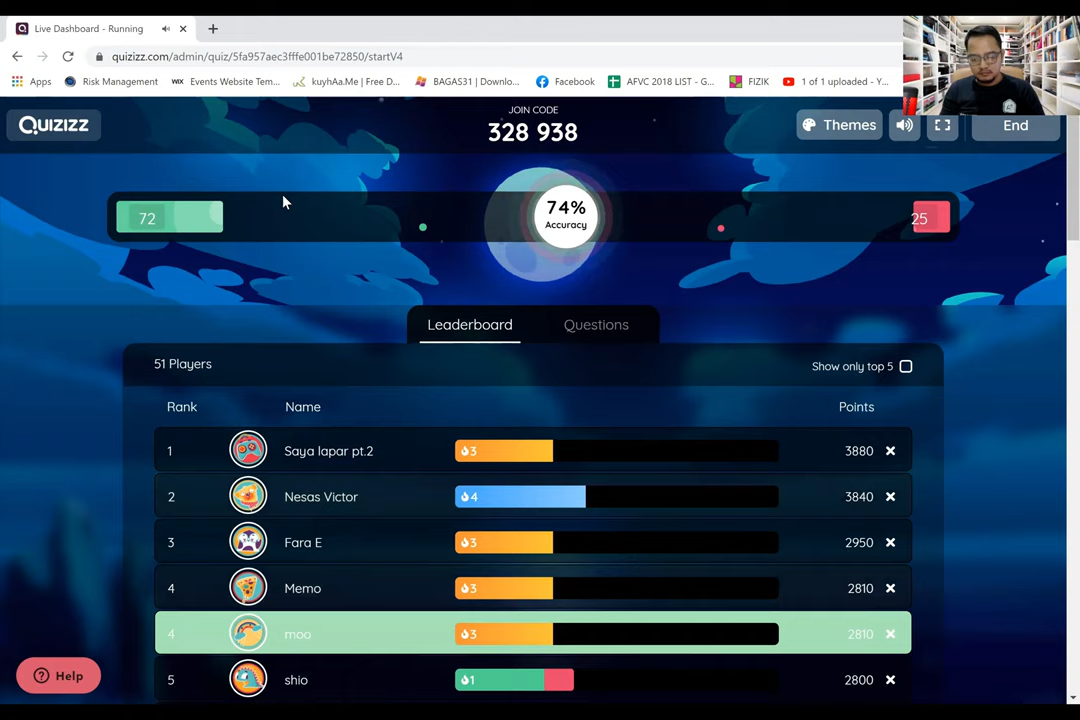 Live Dashboard - Running
quizizz.com/admin/quiz/5fa957aec3fffe001be72850/startV4
Apps Risk Management WIX Events Website Tem... kuyhAa.Me | Free D... BAGAS31 | Downlo... Facebook AFVC 2018 LIST - G... FIZIK 1 of 1 uploaded - Y...
QUIZIZZ
JOIN CODE
328 938
Themes
End
72
74%
Accuracy
25
Leaderboard Questions
51 Players
Show only top 5
Rank Name Points
1 Saya lapar pt.2 3 3880
2 Nesas Victor 4 3840
3 Fara E 3 2950
4 Memo 3 2810
4 moo 3 2810
5 shio 1 2800
Help